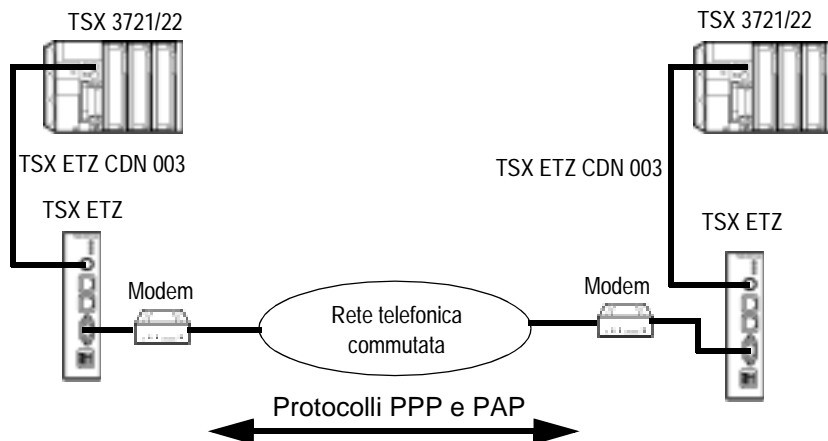 TSX 3721/22
TSX 3721/22
TSX ETZ CDN 003
TSX ETZ CDN 003
TSX ETZ
TSX ETZ
Modem
Modem
Rete telefonica
commutata
Protocolli PPP e PAP